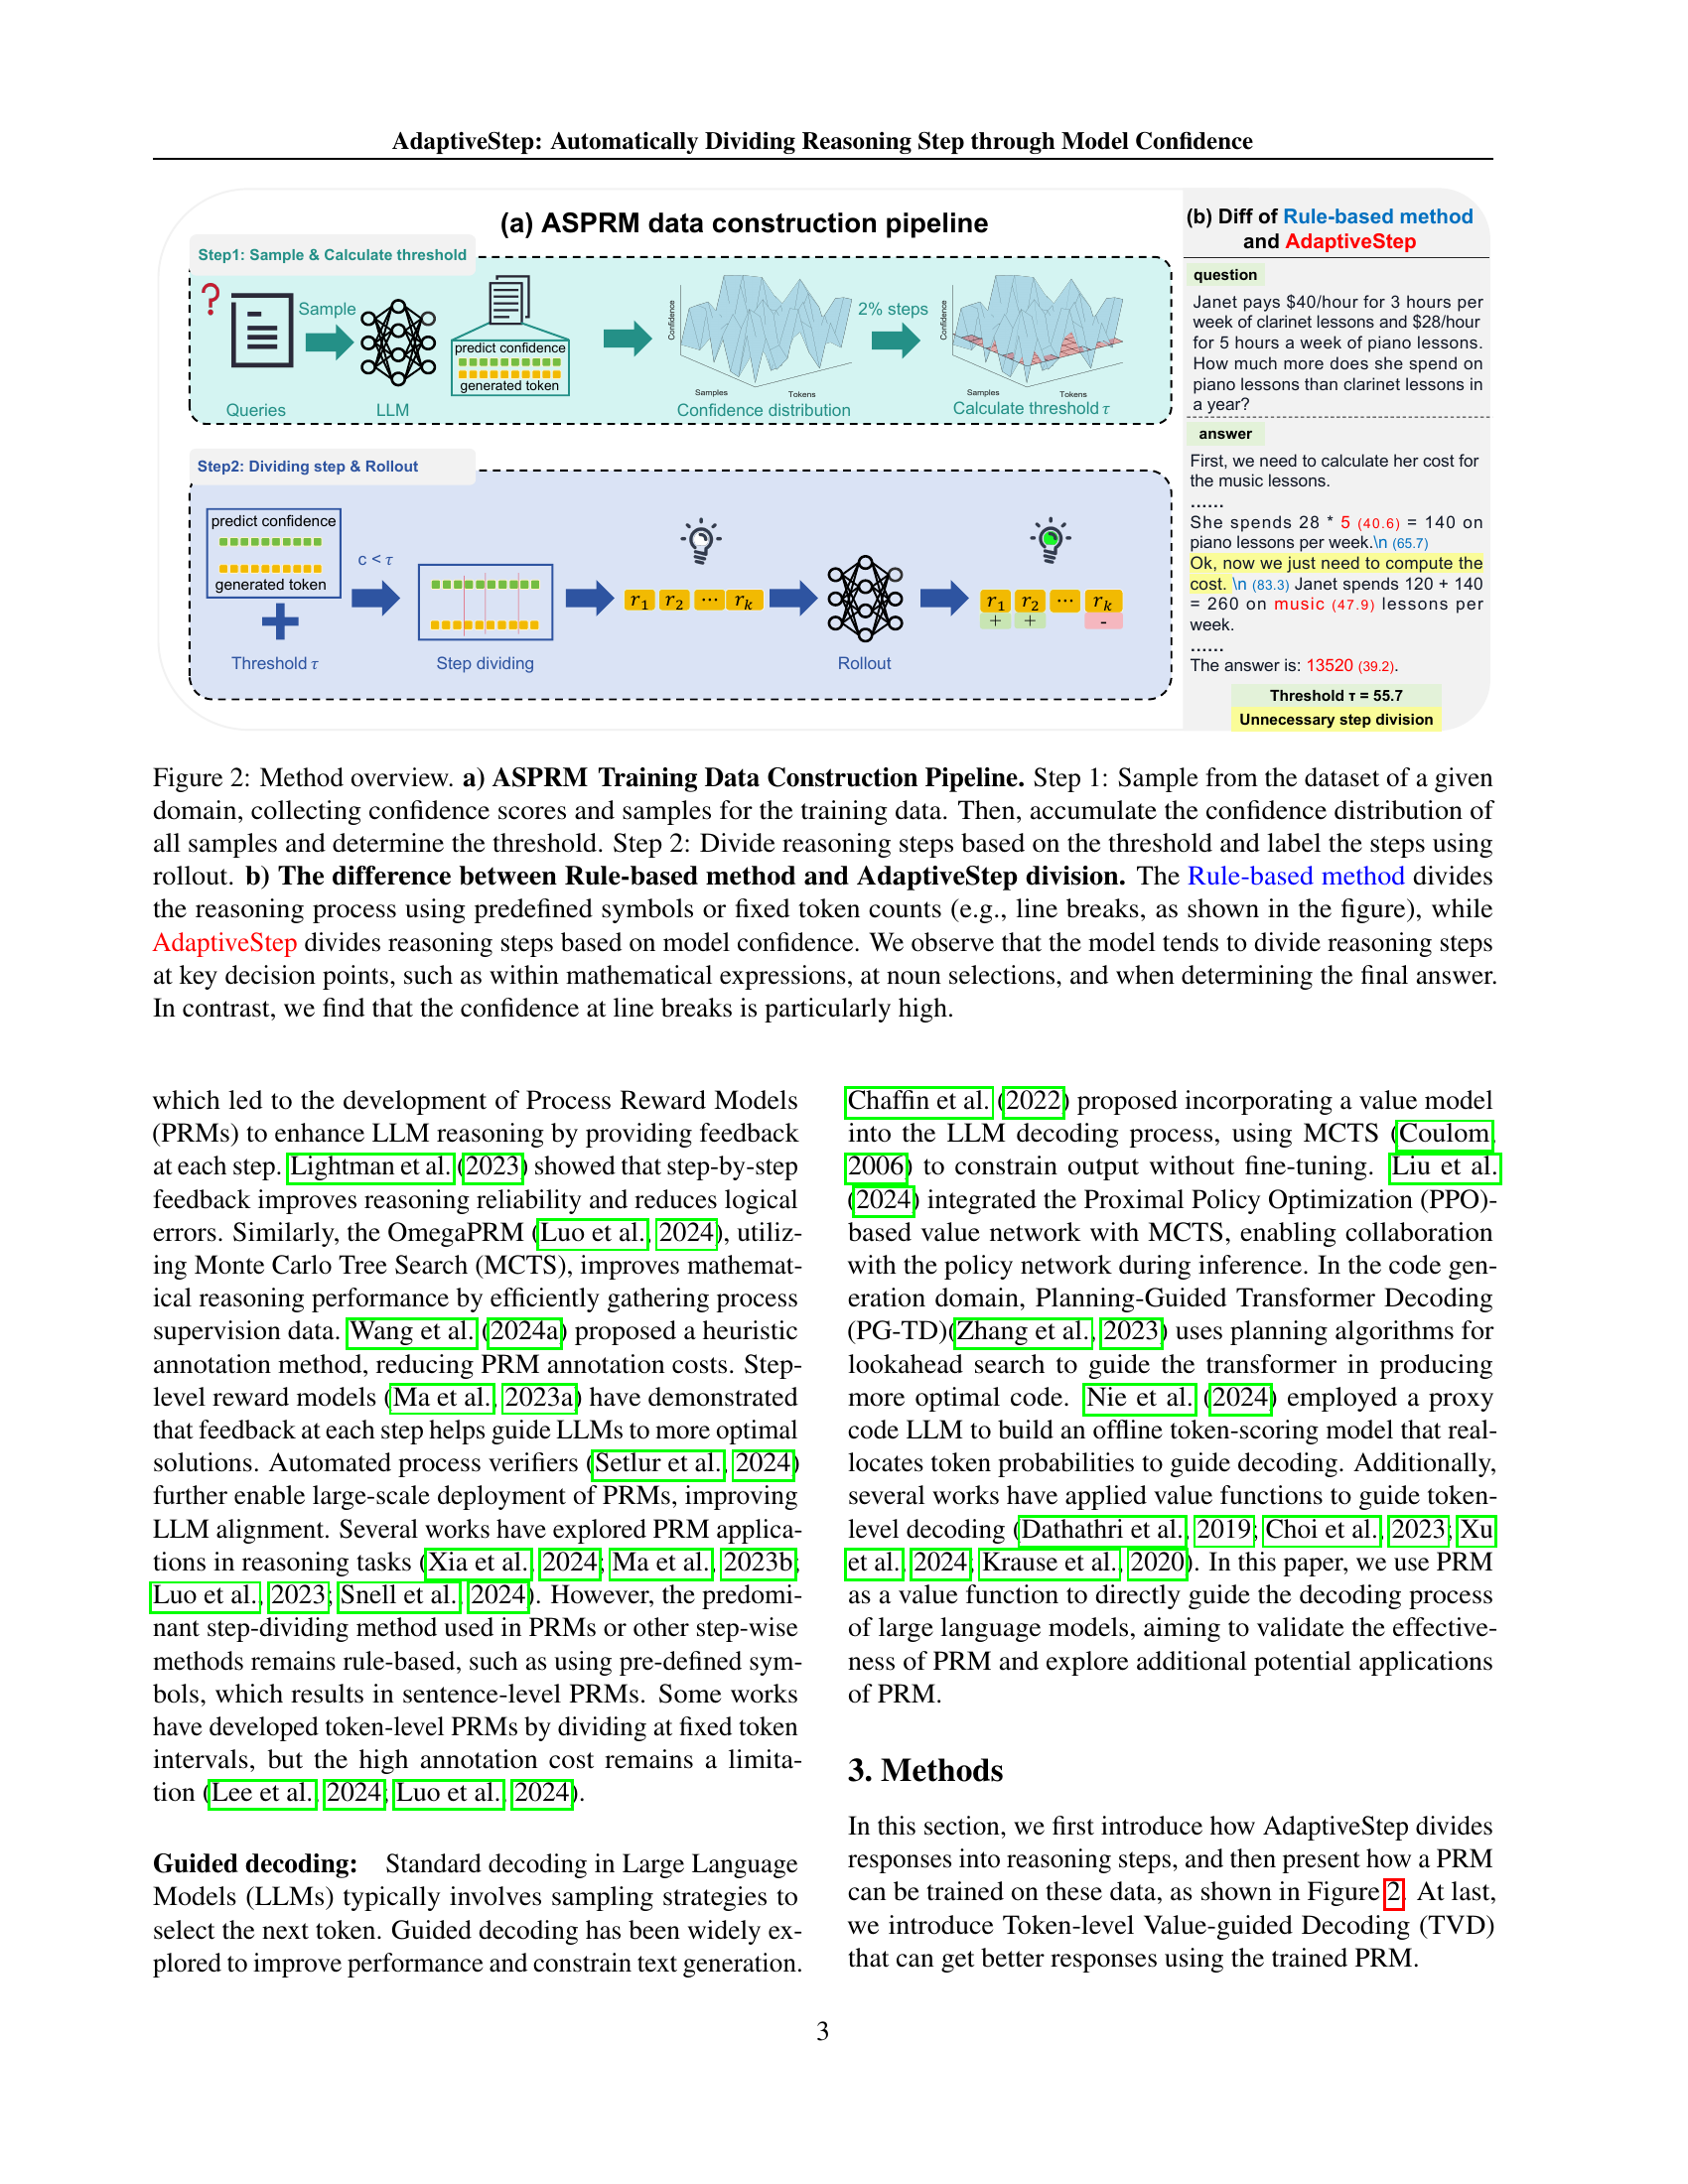 AdaptiveStep: Automatically Dividing Reasoning Step through Model Confidence
(a) ASPRM data construction pipeline
Step1: Sample & Calculate threshold
?
Sample
predict confidence
generated token
Queries
LLM
Confidence
Samples
Tokens
Confidence distribution
2% steps
Confidence
Samples
Tokens
Calculate threshold τ
Step2: Dividing step & Rollout
predict confidence
generated token
Threshold τ
c < τ
Step dividing
r1 r2 ⋯ rk
Rollout
r1 r2 ⋯ rk
+ + -
(b) Diff of Rule-based method
and AdaptiveStep
question
Janet pays $40/hour for 3 hours per
week of clarinet lessons and $28/hour
for 5 hours a week of piano lessons.
How much more does she spend on
piano lessons than clarinet lessons in
a year?
answer
First, we need to calculate her cost for
the music lessons.
......
She spends 28 * 5 (40.6) = 140 on
piano lessons per week.\n (65.7)
Ok, now we just need to compute the
cost. \n (83.3) Janet spends 120 + 140
= 260 on music (47.9) lessons per
week.
......
The answer is: 13520 (39.2).
Threshold τ = 55.7
Unnecessary step division
Figure 2: Method overview. a) ASPRM Training Data Construction Pipeline. Step 1: Sample from the dataset of a given
domain, collecting confidence scores and samples for the training data. Then, accumulate the confidence distribution of
all samples and determine the threshold. Step 2: Divide reasoning steps based on the threshold and label the steps using
rollout. b) The difference between Rule-based method and AdaptiveStep division. The Rule-based method divides
the reasoning process using predefined symbols or fixed token counts (e.g., line breaks, as shown in the figure), while
AdaptiveStep divides reasoning steps based on model confidence. We observe that the model tends to divide reasoning steps
at key decision points, such as within mathematical expressions, at noun selections, and when determining the final answer.
In contrast, we find that the confidence at line breaks is particularly high.
which led to the development of Process Reward Models
(PRMs) to enhance LLM reasoning by providing feedback
at each step. Lightman et al. (2023) showed that step-by-step
feedback improves reasoning reliability and reduces logical
errors. Similarly, the OmegaPRM (Luo et al., 2024), utiliz-
ing Monte Carlo Tree Search (MCTS), improves mathemat-
ical reasoning performance by efficiently gathering process
supervision data. Wang et al. (2024a) proposed a heuristic
annotation method, reducing PRM annotation costs. Step-
level reward models (Ma et al., 2023a) have demonstrated
that feedback at each step helps guide LLMs to more optimal
solutions. Automated process verifiers (Setlur et al., 2024)
further enable large-scale deployment of PRMs, improving
LLM alignment. Several works have explored PRM applica-
tions in reasoning tasks (Xia et al., 2024; Ma et al., 2023b;
Luo et al., 2023; Snell et al., 2024). However, the predomi-
nant step-dividing method used in PRMs or other step-wise
methods remains rule-based, such as using pre-defined sym-
bols, which results in sentence-level PRMs. Some works
have developed token-level PRMs by dividing at fixed token
intervals, but the high annotation cost remains a limita-
tion (Lee et al., 2024; Luo et al., 2024).
Guided decoding: Standard decoding in Large Language
Models (LLMs) typically involves sampling strategies to
select the next token. Guided decoding has been widely ex-
plored to improve performance and constrain text generation.
Chaffin et al. (2022) proposed incorporating a value model
into the LLM decoding process, using MCTS (Coulom,
2006) to constrain output without fine-tuning. Liu et al.
(2024) integrated the Proximal Policy Optimization (PPO)-
based value network with MCTS, enabling collaboration
with the policy network during inference. In the code gen-
eration domain, Planning-Guided Transformer Decoding
(PG-TD)(Zhang et al., 2023) uses planning algorithms for
lookahead search to guide the transformer in producing
more optimal code. Nie et al. (2024) employed a proxy
code LLM to build an offline token-scoring model that real-
locates token probabilities to guide decoding. Additionally,
several works have applied value functions to guide token-
level decoding (Dathathri et al., 2019; Choi et al., 2023; Xu
et al., 2024; Krause et al., 2020). In this paper, we use PRM
as a value function to directly guide the decoding process
of large language models, aiming to validate the effective-
ness of PRM and explore additional potential applications
of PRM.
3. Methods
In this section, we first introduce how AdaptiveStep divides
responses into reasoning steps, and then present how a PRM
can be trained on these data, as shown in Figure 2. At last,
we introduce Token-level Value-guided Decoding (TVD)
that can get better responses using the trained PRM.
3